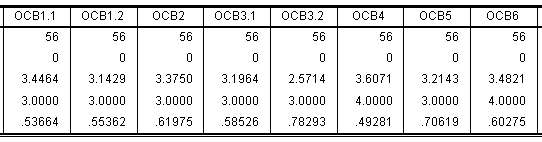 OCB1.1 OCB1.2 OCB2 OCB3.1 OCB3.2 OCB4 OCB5 OCB6
56 56 56 56 56 56 56 56
0 0 0 0 0 0 0 0
3.4464 3.1429 3.3750 3.1964 2.5714 3.6071 3.2143 3.4821
3.0000 3.0000 3.0000 3.0000 3.0000 4.0000 3.0000 4.0000
.53664 .55362 .61975 .58526 .78293 .49281 .70619 .60275